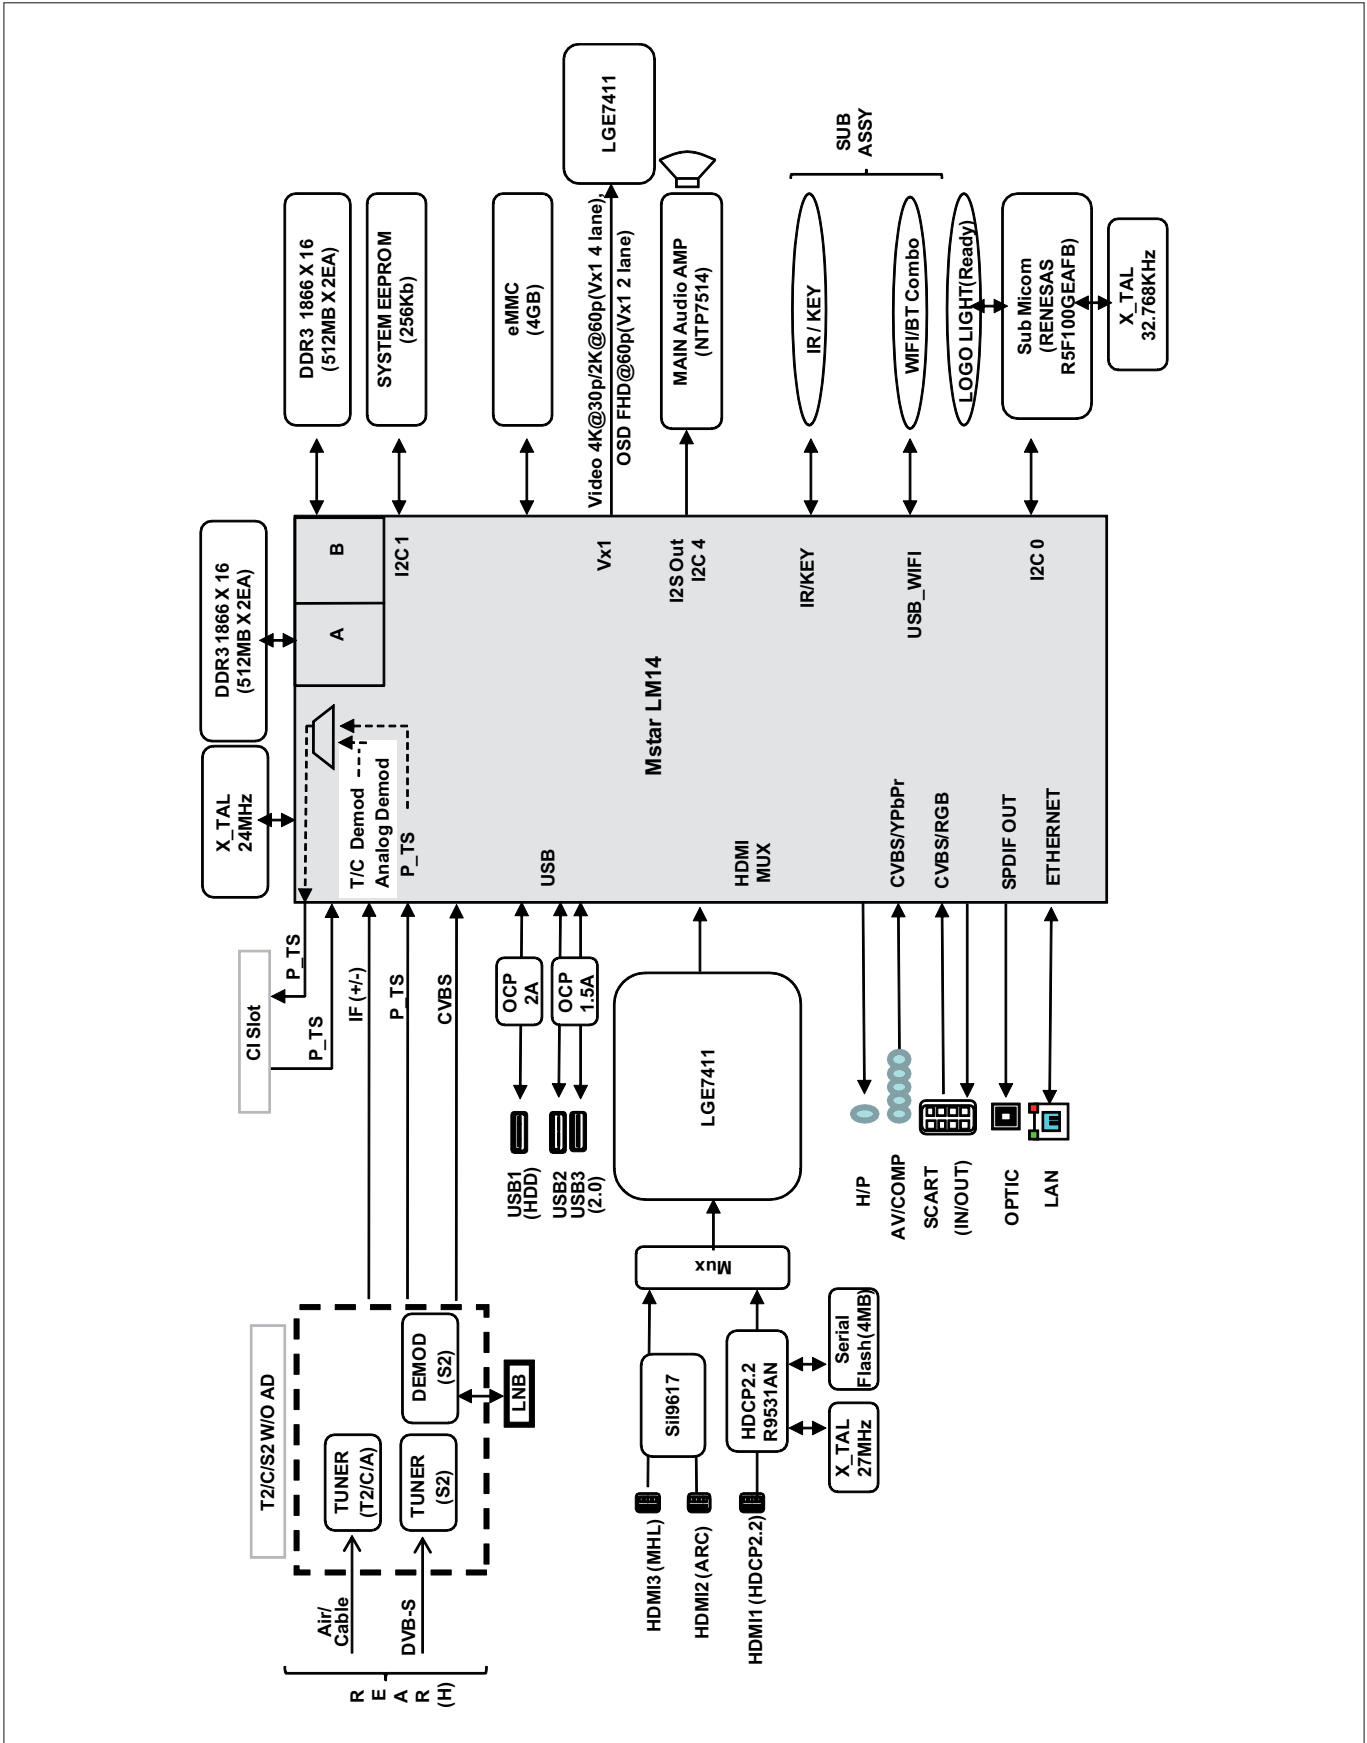 REAR
(H)
Air/
Cable
DVB-S
T2/C/S2 W/O AD
TUNER
(T2/C/A)
TUNER
(S2)
DEMOD
(S2)
LNB
CI Slot
P_TS
P_TS
IF (+/-)
P_TS
CVBS
X_TAL
24MHz
DDR3 1866 X 16
(512MB X 2EA)
DDR3 1866 X 16
(512MB X 2EA)
SYSTEM EEPROM
(256Kb)
eMMC
(4GB)
LGE7411
Video 4K@30p/2K@60p(Vx1 4 lane),
OSD FHD@60p(Vx1 2 lane)
MAIN Audio AMP
(NTP7514)
IR / KEY
WIFI/BT Combo
LOGO LIGHT(Ready)
SUB
ASSY
Sub Micom
(RENESAS
R5F100GEAFB)
X_TAL
32.768KHz
A
B
T/C Demod
Analog Demod
P_TS
I2C 1
USB
Vx1
I2S Out
I2C 4
Mstar LM14
HDMI
MUX
IR/KEY
USB_WIFI
CVBS/YPbPr
CVBS/RGB
SPDIF OUT
ETHERNET
I2C 0
USB1
(HDD)
USB2
USB3
(2.0)
OCP
2A
OCP
1.5A
LGE7411
Mux
SiI9617
HDCP2.2
R9531AN
Serial
Flash(4MB)
X_TAL
27MHz
HDMI3 (MHL)
HDMI2 (ARC)
HDMI1 (HDCP2.2)
H/P
AV/COMP
SCART
(IN/OUT)
OPTIC
LAN